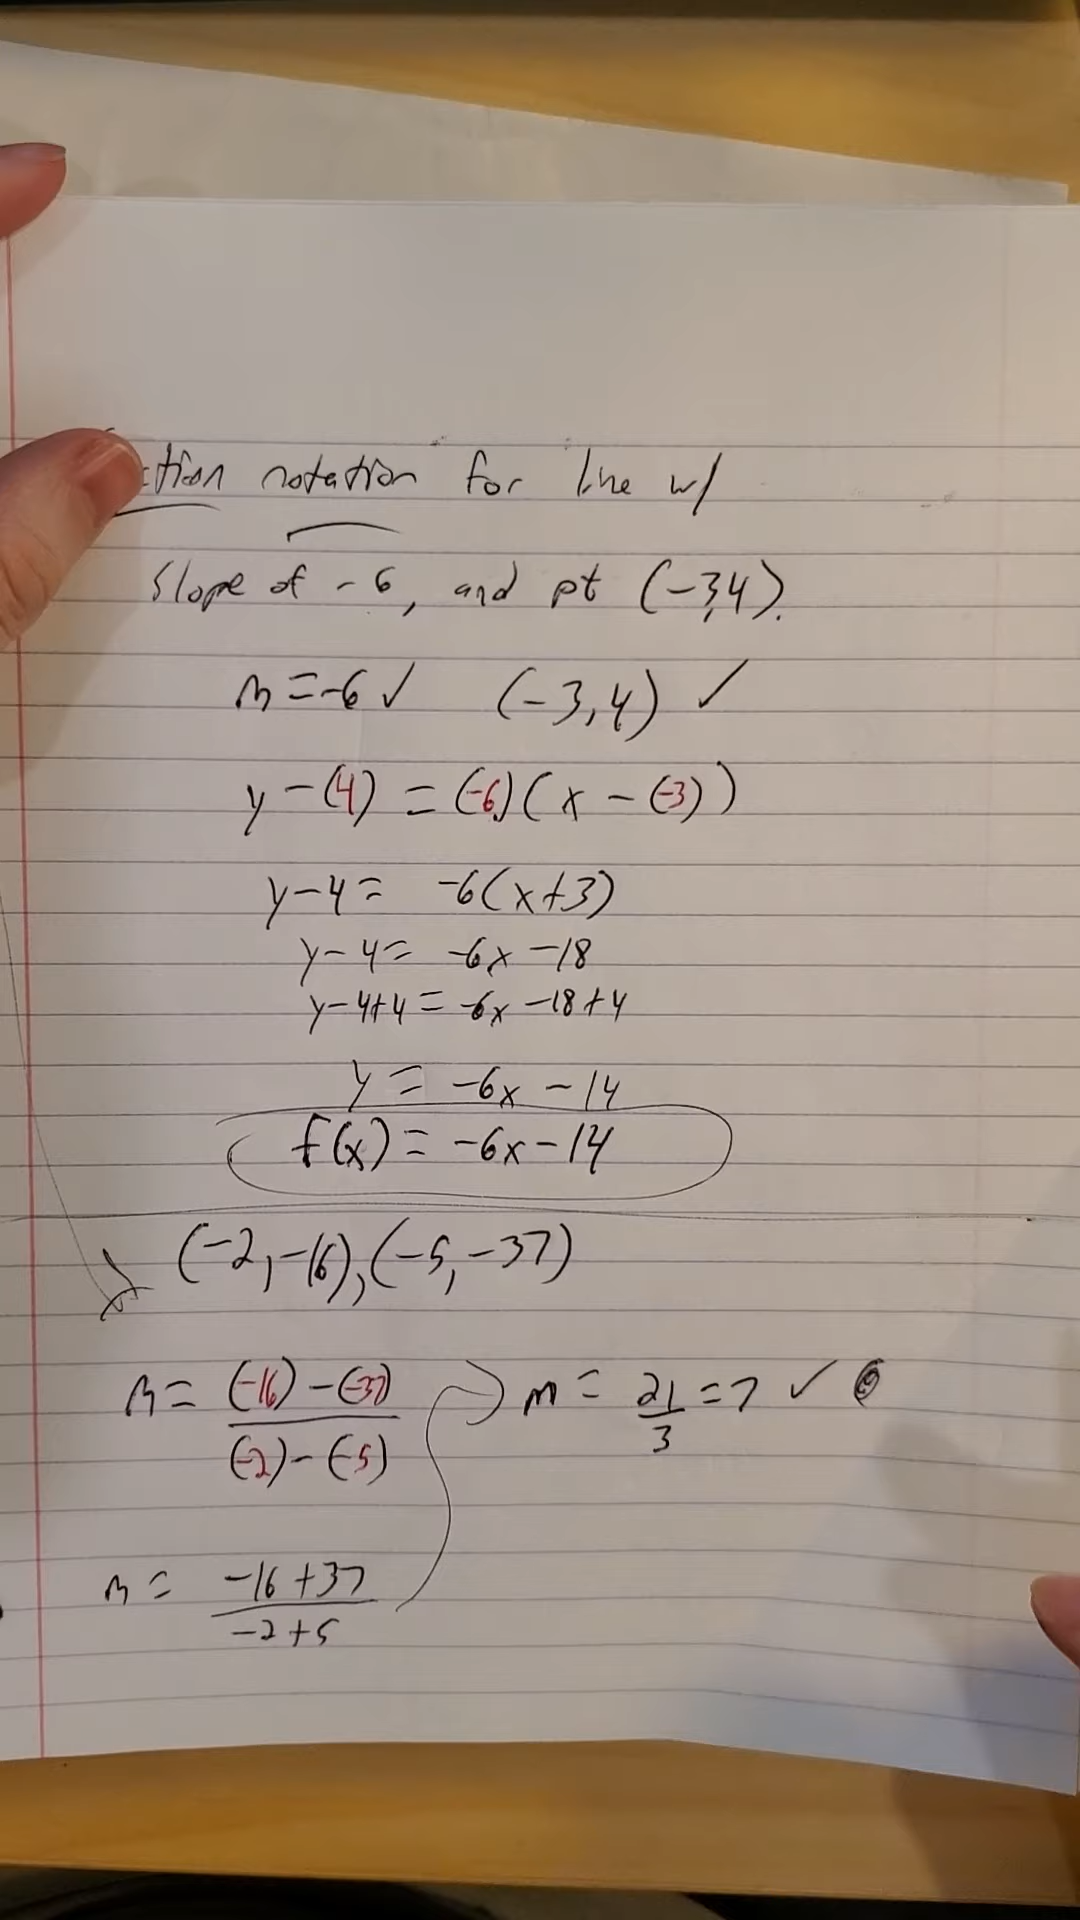 ction notation for line w/
slope of -6, and pt (-3,4).
m=-6 ✓ (-3,4) ✓
y-(4) = (-6)(x-(-3))
y-4= -6(x+3)
y-4= -6x -18
y-4+4 = -6x -18+4
y = -6x - 14
f(x) = -6x-14
(-2,-16),(-5,-37)
m= (-16)-(-37)
(-2)-(-5)
m = 21 =7 ✓
3
m = -16+37
-2+5